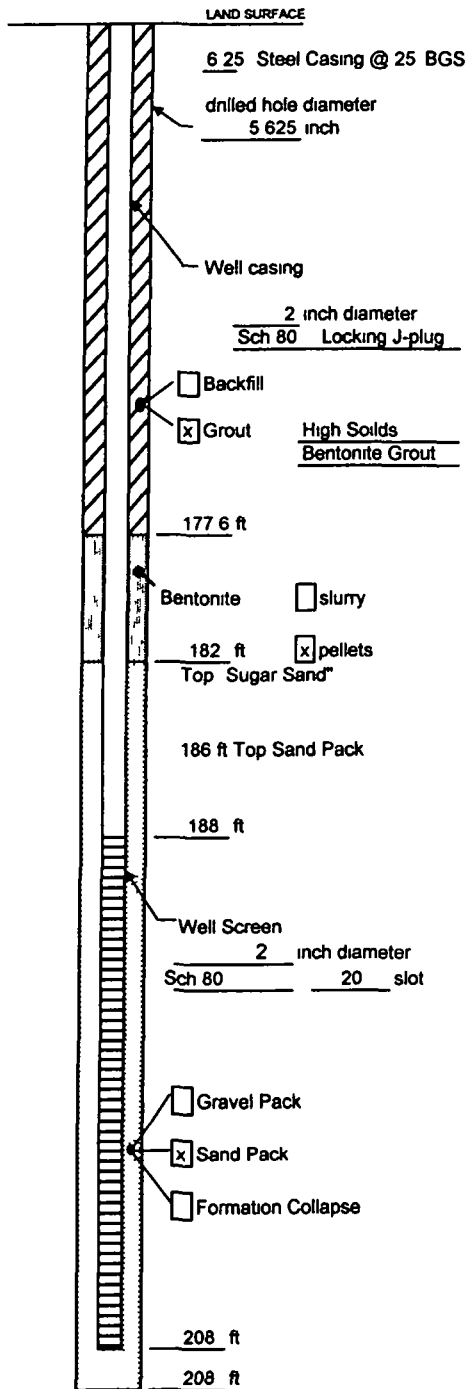 LAND SURFACE
6 25 Steel Casing @ 25 BGS
drilled hole diameter
5 625 inch
Well casing
2 inch diameter
Sch 80 Locking J-plug
Backfill
x Grout
High Soilds
Bentonite Grout
177 6 ft
Bentonite
slurry
182 ft
x pellets
Top Sugar Sand"
186 ft Top Sand Pack
188 ft
Well Screen
2 inch diameter
Sch 80 20 slot
Gravel Pack
x Sand Pack
Formation Collapse
208 ft
208 ft